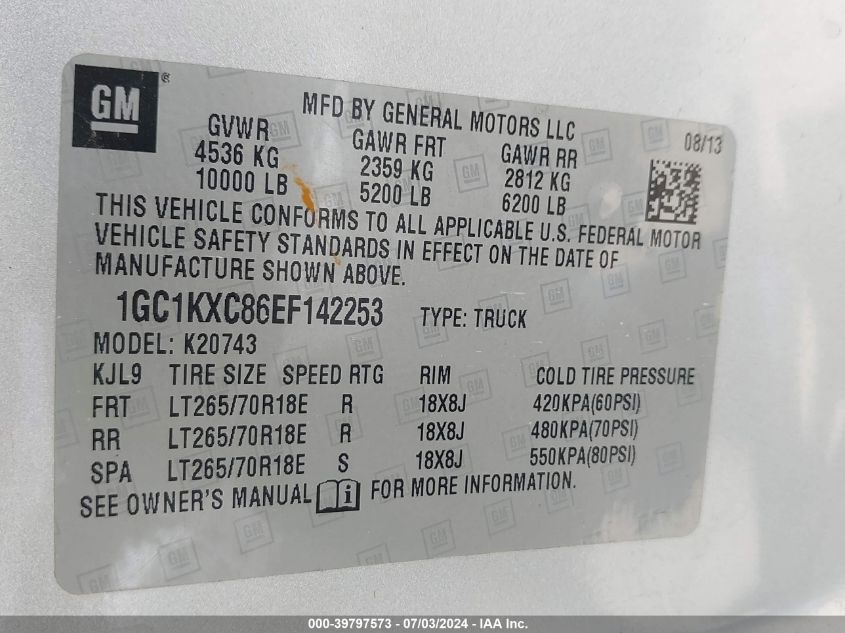 GM ®
MFD BY GENERAL MOTORS LLC
08/13
GVWR GAWR FRT GAWR RR
4536 KG 2359 KG 2812 KG
10000 LB 5200 LB 6200 LB
THIS VEHICLE CONFORMS TO ALL APPLICABLE U.S. FEDERAL MOTOR
VEHICLE SAFETY STANDARDS IN EFFECT ON THE DATE OF
MANUFACTURE SHOWN ABOVE.
1GC1KXC86EF142253 TYPE: TRUCK
MODEL: K20743
KJL9 TIRE SIZE SPEED RTG RIM COLD TIRE PRESSURE
FRT LT265/70R18E R 18X8J 420KPA(60PSI)
RR LT265/70R18E R 18X8J 480KPA(70PSI)
SPA LT265/70R18E S 18X8J 550KPA(80PSI)
SEE OWNER'S MANUAL i FOR MORE INFORMATION.
000-39797573 - 07/03/2024 - IAA Inc.